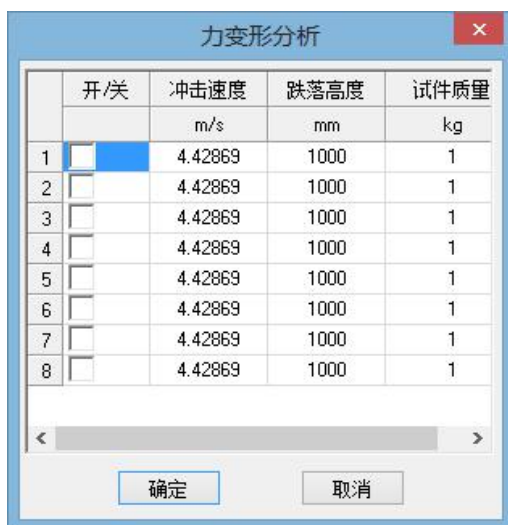 力变形分析
开/关 冲击速度 跌落高度 试件质量
m/s mm kg
1 4.42869 1000 1
2 4.42869 1000 1
3 4.42869 1000 1
4 4.42869 1000 1
5 4.42869 1000 1
6 4.42869 1000 1
7 4.42869 1000 1
8 4.42869 1000 1
确定 取消